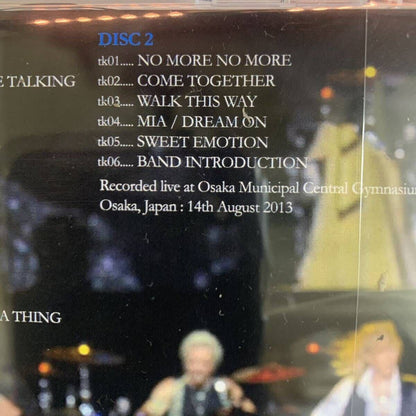 DISC 2
tk01..... NO MORE NO MORE
E TALKING
tk02..... COME TOGETHER
tk03..... WALK THIS WAY
tk04..... MIA / DREAM ON
tk05..... SWEET EMOTION
tk06..... BAND INTRODUCTION
Recorded live at Osaka Municipal Central Gymnasiu
Osaka, Japan : 14th August 2013
A THING